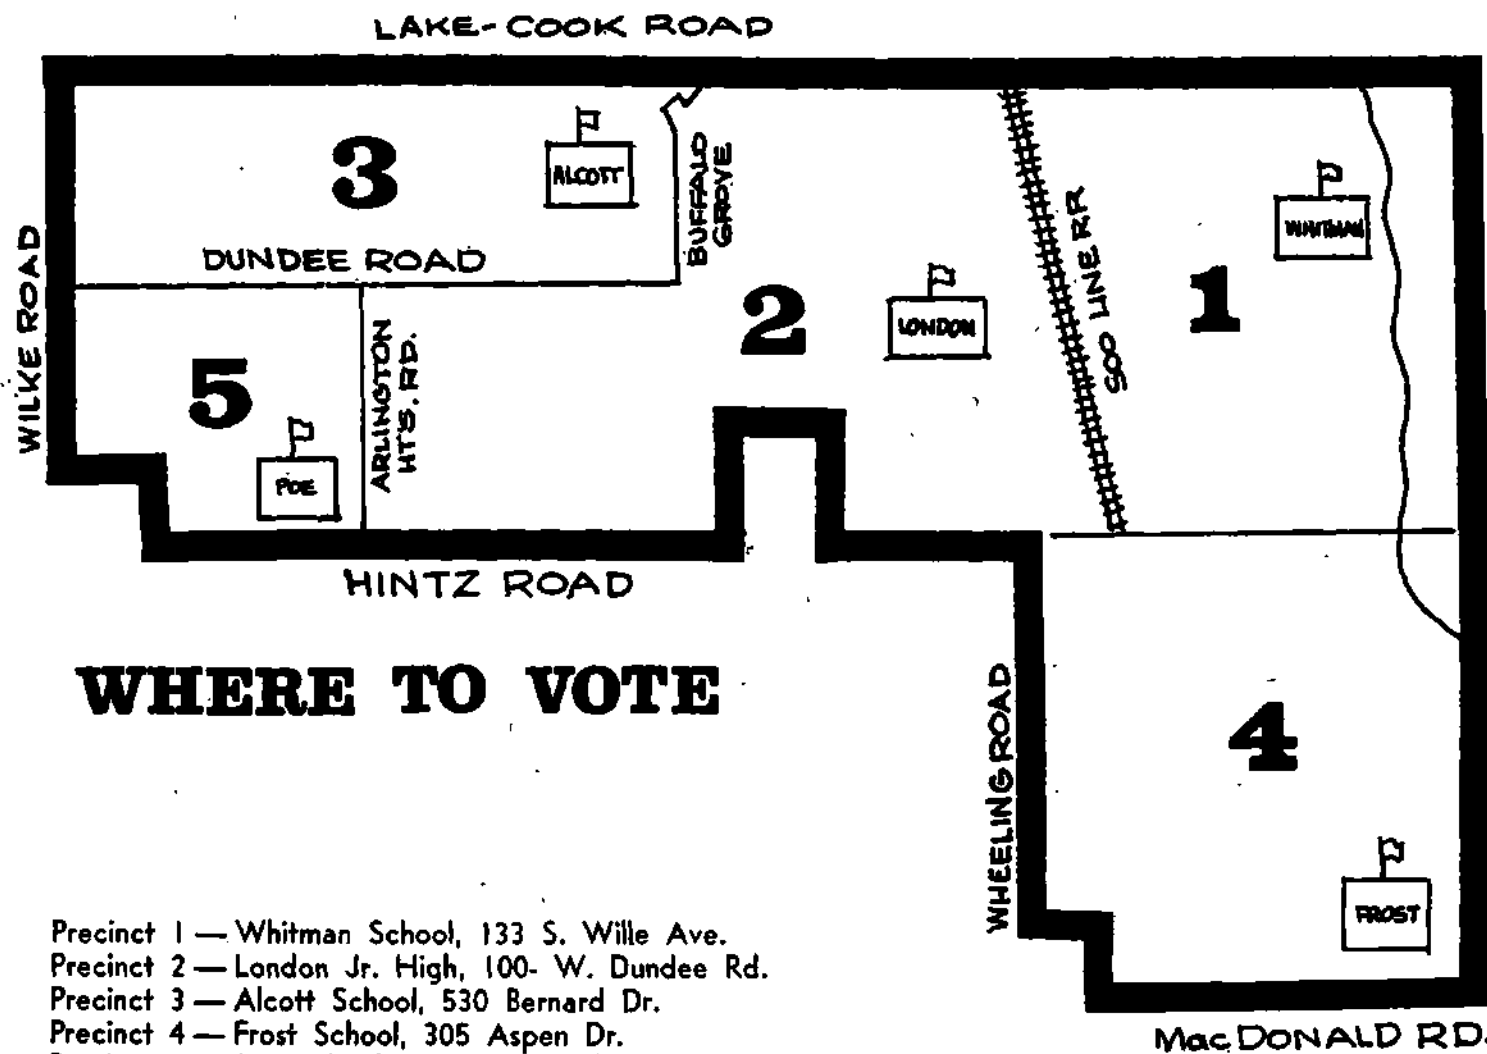 LAKE-COOK ROAD
3
ALCOTT
BUFFALO
GROVE
WHITMAN
DUNDEE ROAD
WILKE ROAD
SOO LINE RR
1
2
LONDON
5
ARLINGTON
HTS. RD.
POE
HINTZ ROAD
WHERE TO VOTE
WHEELING ROAD
4
FROST
Precinct 1 — Whitman School, 133 S. Wille Ave.
Precinct 2 — London Jr. High, 100- W. Dundee Rd.
Precinct 3 — Alcott School, 530 Bernard Dr.
Precinct 4 — Frost School, 305 Aspen Dr.
MacDONALD RD.